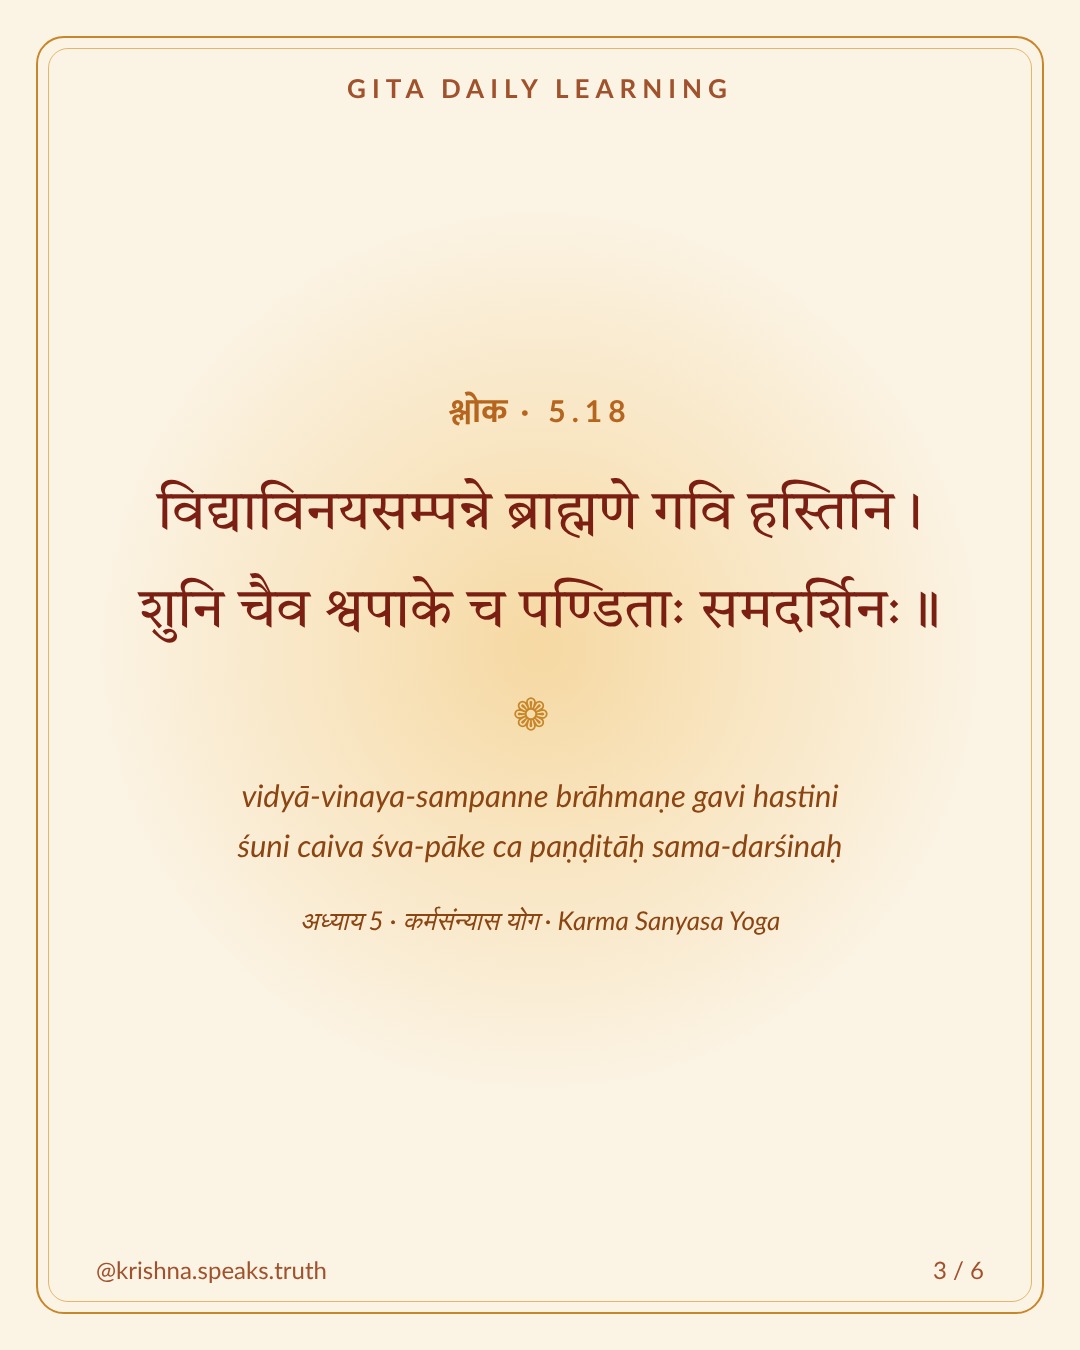 GITA DAILY LEARNING
श्लोक · 5.18
विद्याविनयसम्पन्ने ब्राह्मणे गवि हस्तिनि।
शुनि चैव श्वपाके च पण्डिताः समदर्शिनः॥
vidyā-vinaya-sampanne brāhmaṇe gavi hastini
śuni caiva śva-pāke ca paṇḍitāḥ sama-darśinaḥ
अध्याय 5 · कर्मसंन्यास योग · Karma Sanyasa Yoga
@krishna.speaks.truth
3 / 6